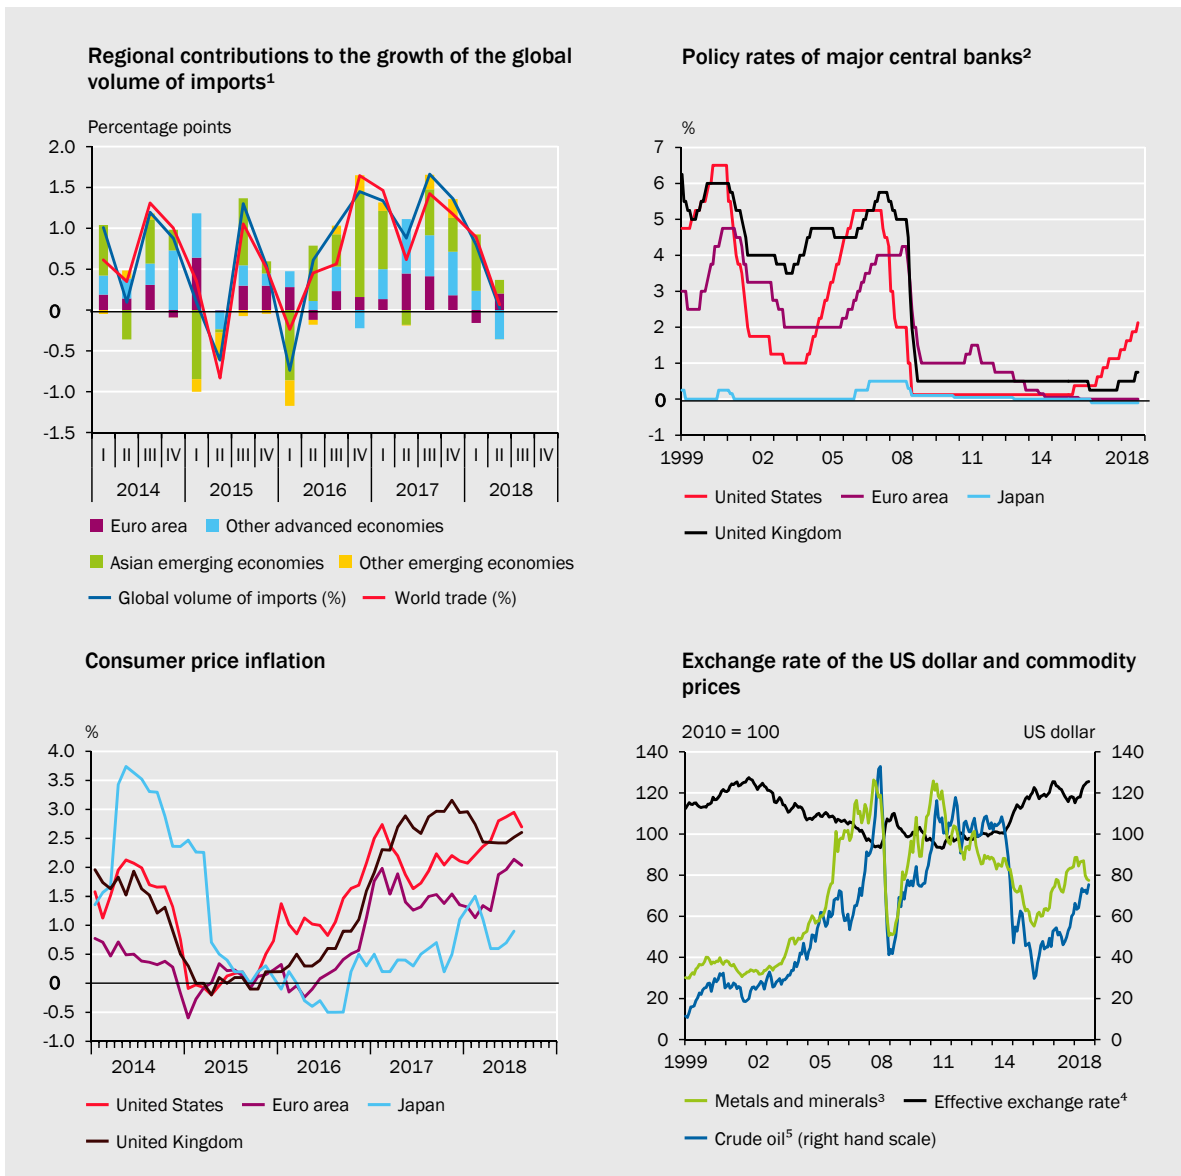 Regional contributions to the growth of the global
volume of imports¹
Percentage points
2.0
1.5
1.0
0.5
0
-0.5
-1.0
-1.5
I II III IV I II III IV I II III IV I II III IV I II III IV
2014 2015 2016 2017 2018
Euro area Other advanced economies
Asian emerging economies Other emerging economies
Global volume of imports (%) World trade (%)
Policy rates of major central banks²
%
7
6
5
4
3
2
1
0
-1
1999 02 05 08 11 14 2018
United States Euro area Japan
United Kingdom
Consumer price inflation
%
4.0
3.5
3.0
2.5
2.0
1.5
1.0
0.5
0
-0.5
-1.0
2014 2015 2016 2017 2018
United States Euro area Japan
United Kingdom
Exchange rate of the US dollar and commodity
prices
2010 = 100 US dollar
140 140
120 120
100 100
80 80
60 60
40 40
20 20
0 0
1999 02 05 08 11 14 2018
Metals and minerals³ Effective exchange rate⁴
Crude oil⁵ (right hand scale)